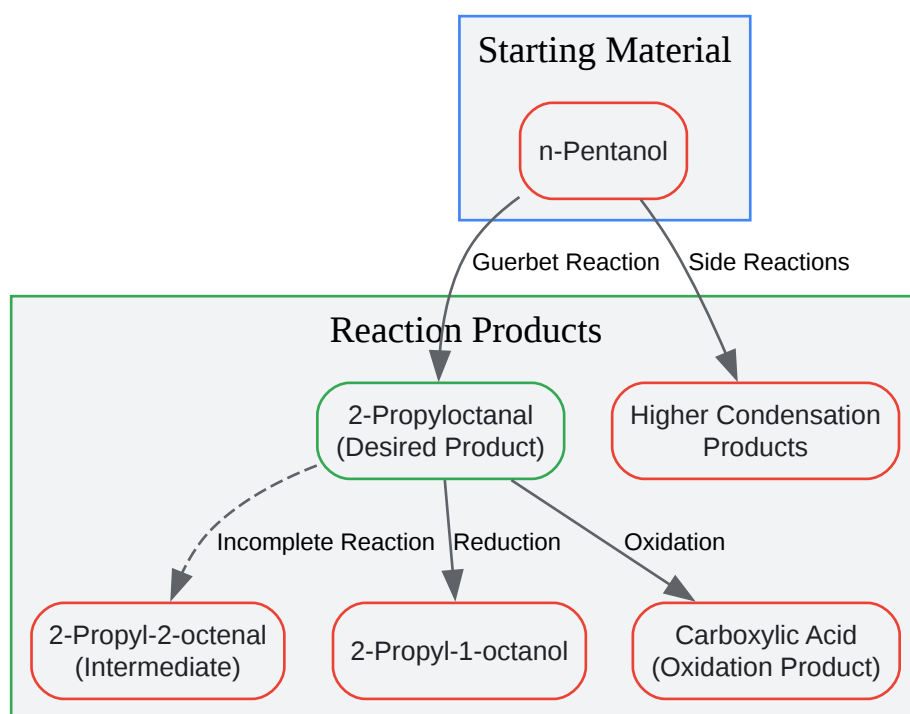 Starting Material
n-Pentanol
Guerbet Reaction
Side Reactions
Reaction Products
2-Propyloctanal
(Desired Product)
Higher Condensation
Products
Incomplete Reaction
Reduction
Oxidation
2-Propyl-2-octenal
(Intermediate)
2-Propyl-1-octanol
Carboxylic Acid
(Oxidation Product)